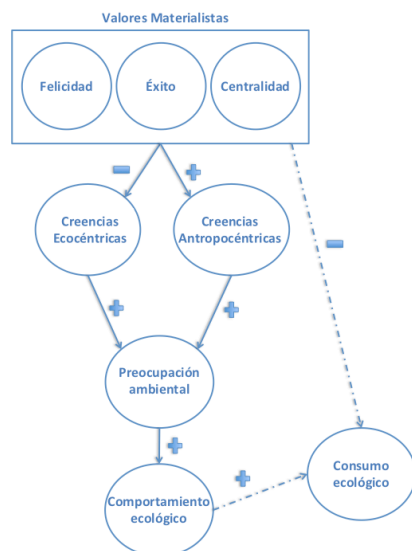 Valores Materialistas
Felicidad
Éxito
Centralidad
−
+
Creencias
Ecocéntricas
Creencias
Antropocéntricas
−
+
+
Preocupación
ambiental
+
Consumo
ecológico
+
Comportamiento
ecológico